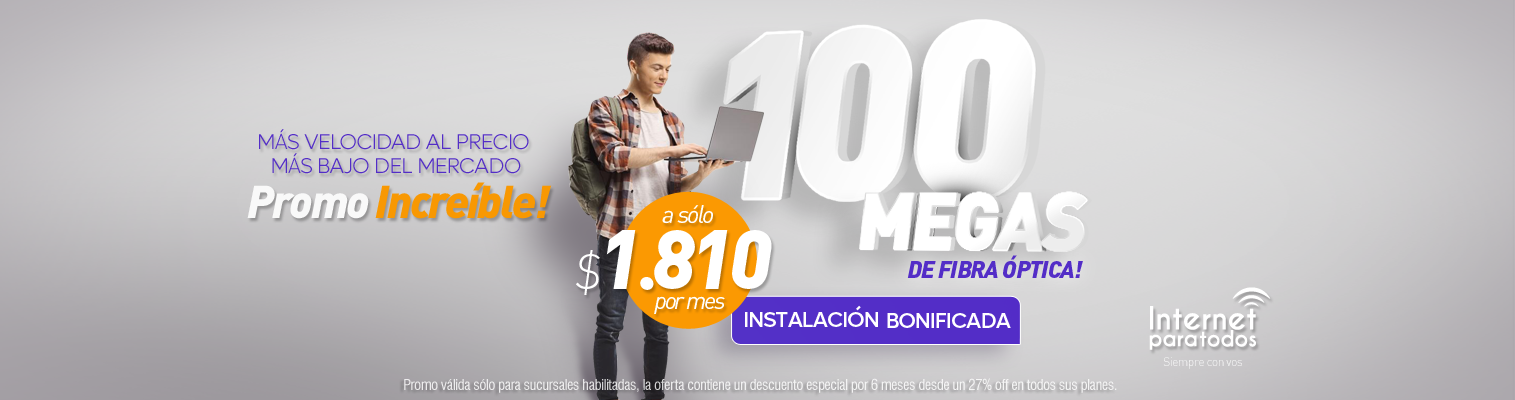 MÁS VELOCIDAD AL PRECIO
MÁS BAJO DEL MERCADO
Promo Increíble!
a sólo
$1.810
por mes
100
MEGAS
DE FIBRA ÓPTICA!
INSTALACIÓN BONIFICADA
Internet
paratodos
Siempre con vos
Promo válida sólo para sucursales habilitadas, la oferta contiene un descuento especial por 6 meses desde un 27% off en todos sus planes.